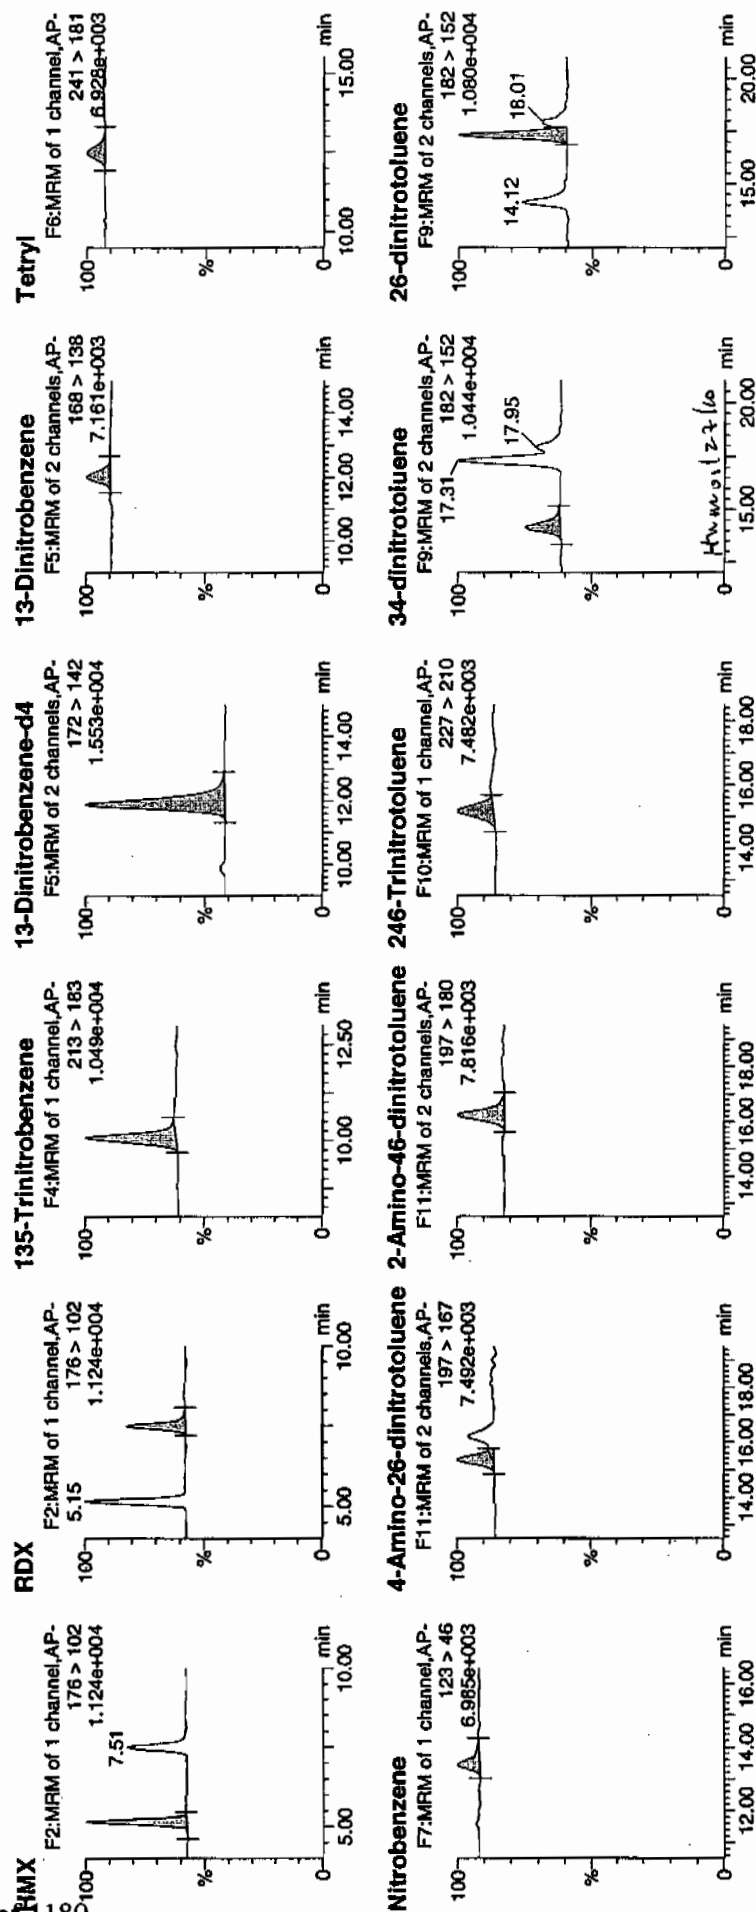 HMX
F2:MRM of 1 channel,AP-
176 > 102
1.124e+004
100
7.51
%
0
min
5.00 10.00
RDX
F2:MRM of 1 channel,AP-
176 > 102
1.124e+004
100
5.15
%
0
min
5.00 10.00
135-Trinitrobenzene
F4:MRM of 1 channel,AP-
213 > 183
1.049e+004
100
%
0
min
10.00 12.50
13-Dinitrobenzene-d4
F5:MRM of 2 channels,AP-
172 > 142
1.553e+004
100
%
0
min
10.00 12.00 14.00
13-Dinitrobenzene
F5:MRM of 2 channels,AP-
168 > 138
7.161e+003
100
%
0
min
10.00 12.00 14.00
Tetryl
F6:MRM of 1 channel,AP-
241 > 181
6.928e+003
100
%
0
min
10.00 15.00
Nitrobenzene
F7:MRM of 1 channel,AP-
123 > 46
6.985e+003
100
%
0
min
12.00 14.00 16.00
4-Amino-26-dinitrotoluene
F11:MRM of 2 channels,AP-
197 > 167
7.492e+003
100
%
0
min
14.00 16.00 18.00
2-Amino-46-dinitrotoluene
F11:MRM of 2 channels,AP-
197 > 180
7.816e+003
100
%
0
min
14.00 16.00 18.00
246-Trinitrotoluene
F10:MRM of 1 channel,AP-
227 > 210
7.482e+003
100
%
0
min
14.00 16.00 18.00
34-dinitrotoluene
F9:MRM of 2 channels,AP-
182 > 152
1.044e+004
100
17.31
17.95
%
0
min
15.00 20.00
26-dinitrotoluene
F9:MRM of 2 channels,AP-
182 > 152
1.080e+004
100
14.12
18.01
%
0
min
15.00 20.00